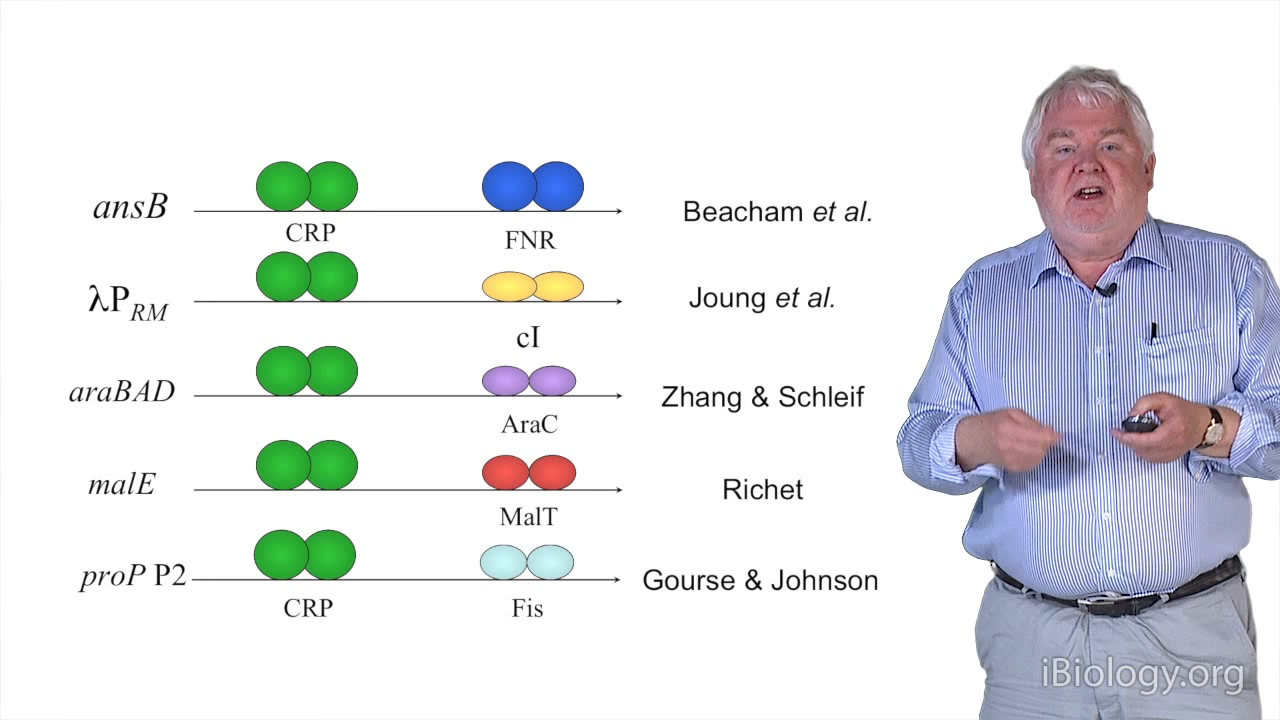 ansB
CRP
FNR
Beacham et al.
λP_RM
cI
Joung et al.
araBAD
AraC
Zhang & Schleif
malE
MalT
Richet
proP P2
CRP
Fis
Gourse & Johnson
iBiology.org